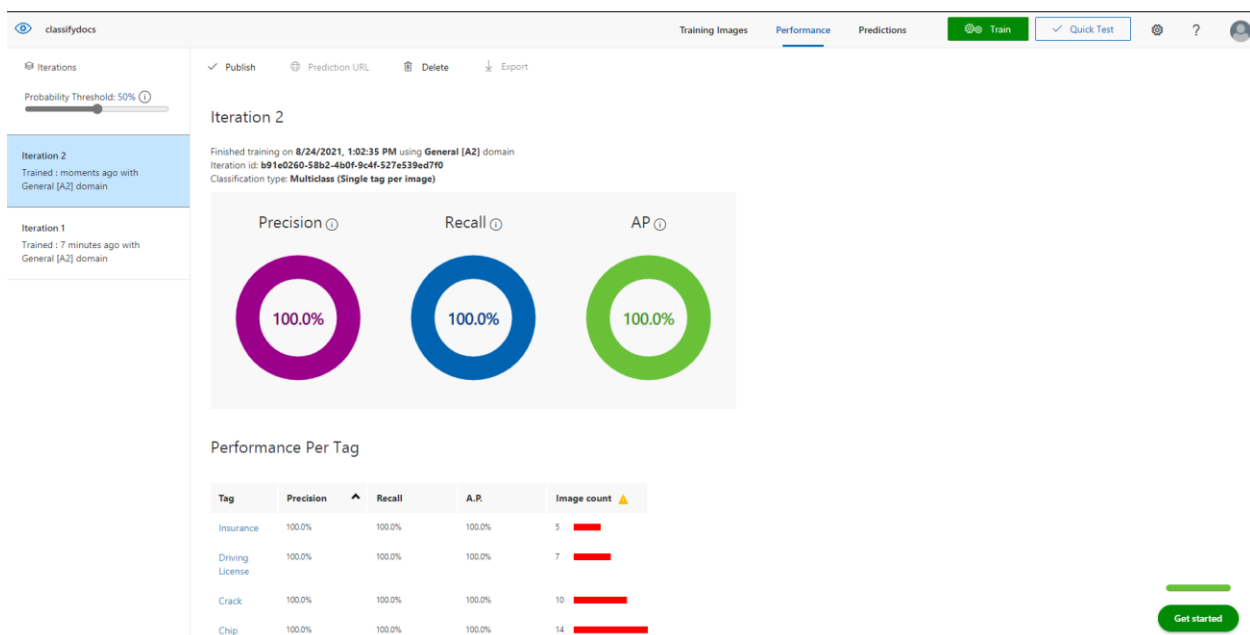 classifydocs
Training Images Performance Predictions Train Quick Test ?
Iterations
Probability Threshold: 50%
Iteration 2
Trained : moments ago with
General [A2] domain
Iteration 1
Trained : 7 minutes ago with
General [A2] domain
Publish Prediction URL Delete Export
Iteration 2
Finished training on 8/24/2021, 1:02:35 PM using General [A2] domain
Iteration id: b91e0260-58b2-4b0f-9c4f-527e539ed7f0
Classification type: Multiclass (Single tag per image)
Precision Recall AP
100.0% 100.0% 100.0%
Performance Per Tag
Tag Precision Recall A.P. Image count
Insurance 100.0% 100.0% 100.0% 5
Driving 100.0% 100.0% 100.0% 7
License
Crack 100.0% 100.0% 100.0% 10
Chip 100.0% 100.0% 100.0% 14
Get started